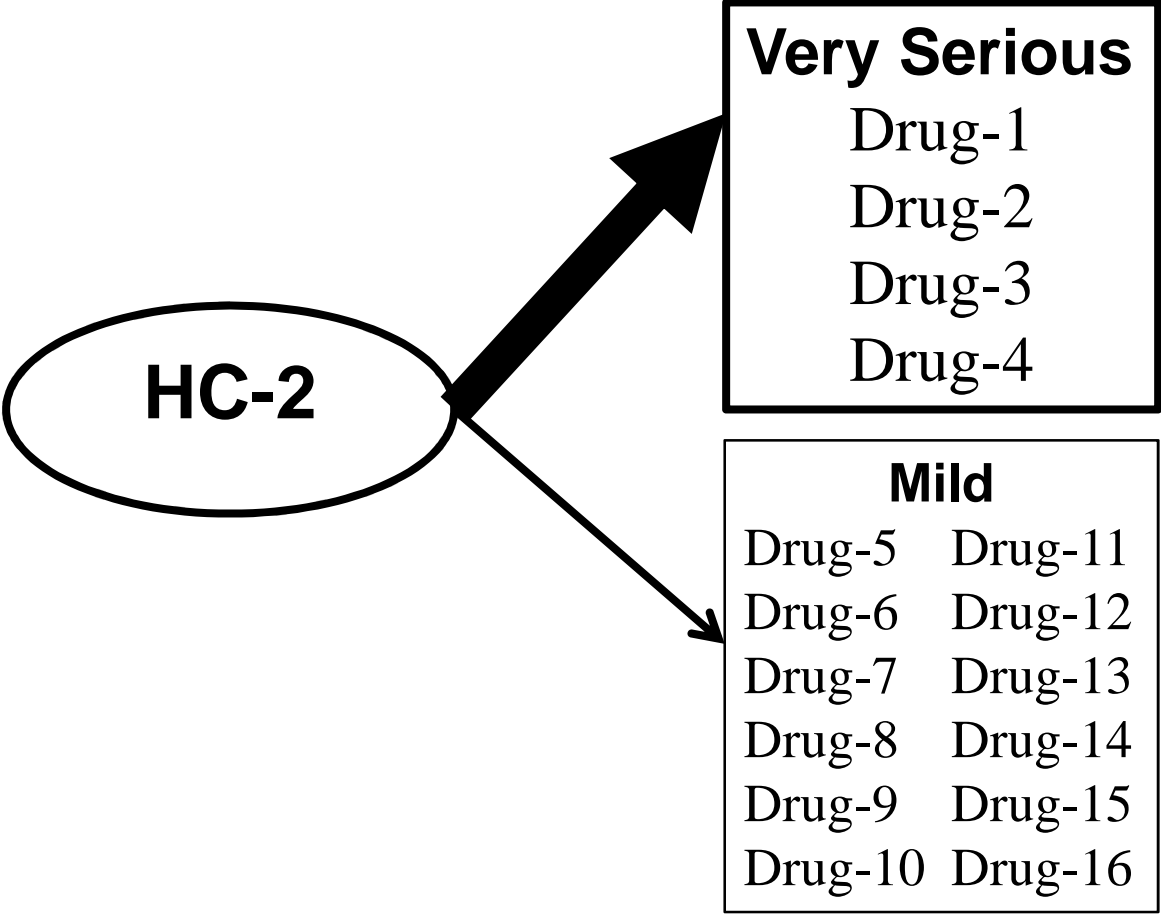 HC-2
Very Serious
Drug-1
Drug-2
Drug-3
Drug-4
Mild
Drug-5 Drug-11
Drug-6 Drug-12
Drug-7 Drug-13
Drug-8 Drug-14
Drug-9 Drug-15
Drug-10 Drug-16